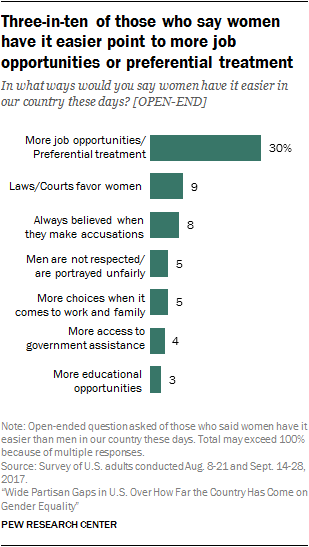 Three-in-ten of those who say women
have it easier point to more job
opportunities or preferential treatment
In what ways would you say women have it easier in
our country these days? [OPEN-END]
More job opportunities/
Preferential treatment
30%
Laws/Courts favor women
9
Always believed when
they make accusations
8
Men are not respected/
are portrayed unfairly
5
More choices when it
comes to work and family
5
More access to
government assistance
4
More educational
opportunities
3
Note: Open-ended question asked of those who said women have it
easier than men in our country these days. Total may exceed 100%
because of multiple responses.
Source: Survey of U.S. adults conducted Aug. 8-21 and Sept. 14-28,
2017.
“Wide Partisan Gaps in U.S. Over How Far the Country Has Come on
Gender Equality”
PEW RESEARCH CENTER